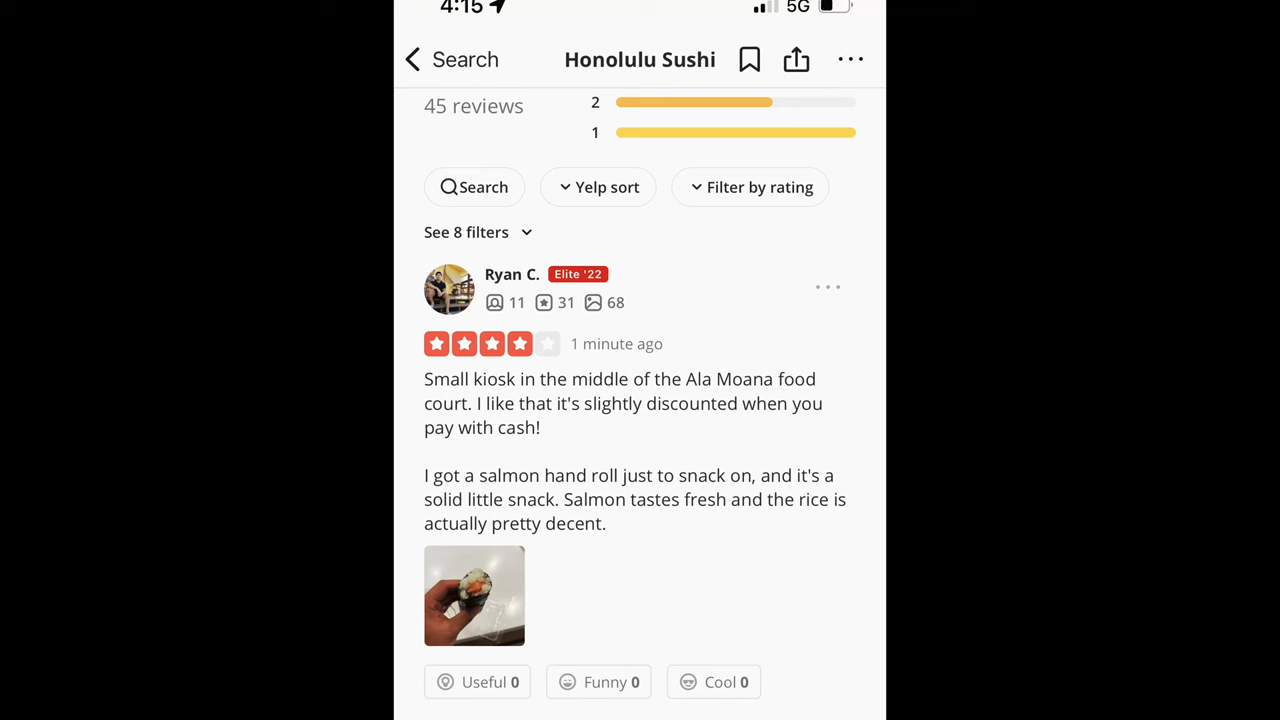 4:15 5G
Search Honolulu Sushi
45 reviews
2
1
Search Yelp sort Filter by rating
See 8 filters
Ryan C. Elite '22
11 31 68
1 minute ago
Small kiosk in the middle of the Ala Moana food
court. I like that it's slightly discounted when you
pay with cash!
I got a salmon hand roll just to snack on, and it's a
solid little snack. Salmon tastes fresh and the rice is
actually pretty decent.
Useful 0 Funny 0 Cool 0